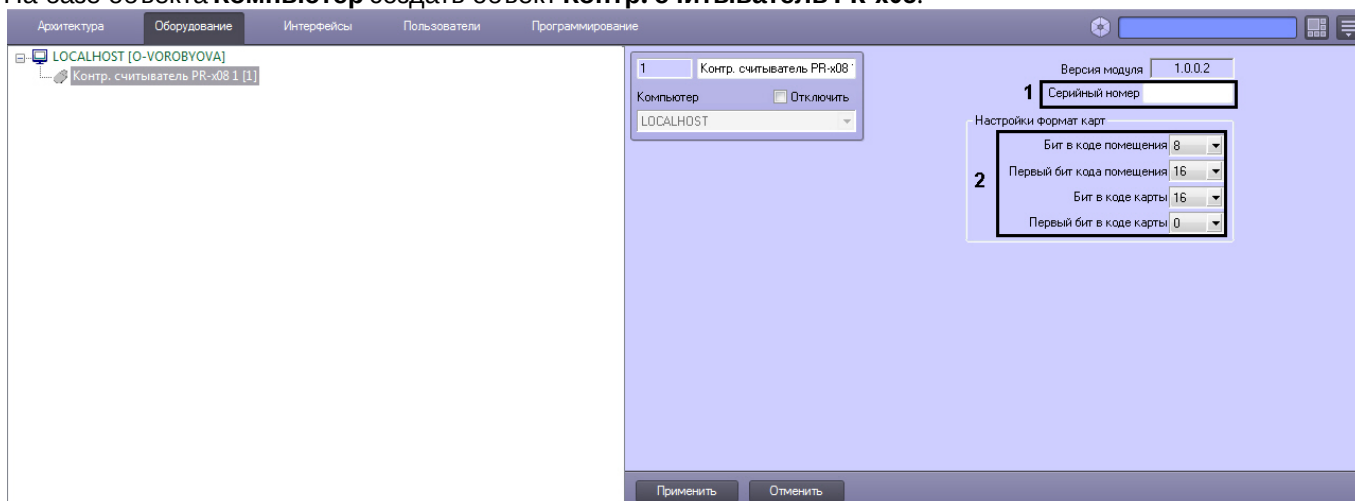 На базе объекта Компьютер создать объект Контр. считыватель PR-x08.
Архитектура Оборудование Интерфейсы Пользователи Программирование
LOCALHOST [O-VOROBYOVA]
Контр. считыватель PR-x08 1 [1]
1 Контр. считыватель PR-x08
Компьютер Отключить
LOCALHOST
Версия модуля 1.0.0.2
1 Серийный номер
Настройки формат карт
2
Бит в коде помещения 8
Первый бит кода помещения 16
Бит в коде карты 16
Первый бит в коде карты 0
Применить Отменить